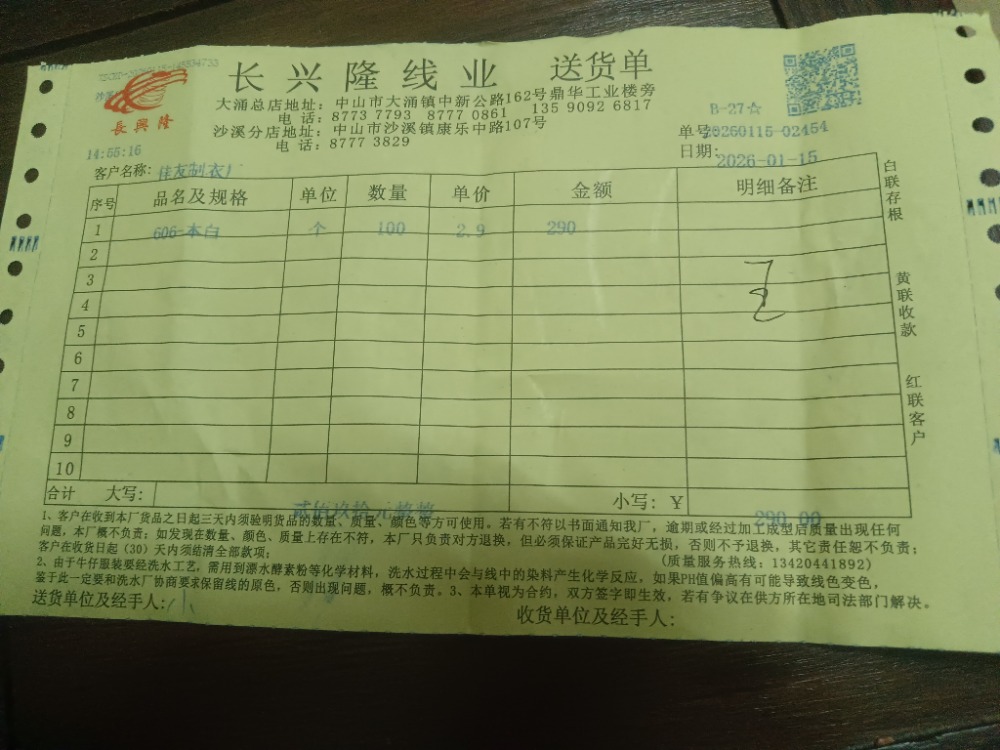 长兴隆线业 送货单
長興隆
大涌总店地址：中山市大涌镇中新公路162号鼎华工业楼旁
电话：8773 7793 8777 0861 135 9092 6817
沙溪分店地址：中山市沙溪镇康乐中路107号
电话：8777 3829
B-27☆
单号：20260115-02454
日期：2026-01-15
14:55:16
客户名称：佳友制衣厂
序号 品名及规格 单位 数量 单价 金额 明细备注
1 606-本白 个 100 2.9 290
2
3
4
5
6
7
8
9
10
合计 大写：贰佰玖拾元 小写：¥ 290.00
白联存根
黄联收款
红联客户
1、客户在收到本厂货品之日起三天内须验明货品的数量、质量、颜色等方可使用。若有不符以书面通知我厂，逾期或经过加工成型后质量出现任何
问题，本厂概不负责；如发现在数量、颜色、质量上存在不符，本厂只负责对方退换，但必须保证产品完好无损，否则不予退换，其它责任恕不负责；
客户在收货日起（30）天内须结清全部款项； （质量服务热线：13420441892）
2、由于牛仔服装要经洗水工艺，需用到漂水酵素粉等化学材料，洗水过程中会与线中的染料产生化学反应，如果PH值偏高有可能导致线色变色，
鉴于此一定要和洗水厂协商要求保留线的原色，否则出现问题，概不负责。3、本单视为合约，双方签字即生效，若有争议在供方所在地司法部门解决。
送货单位及经手人：
收货单位及经手人：